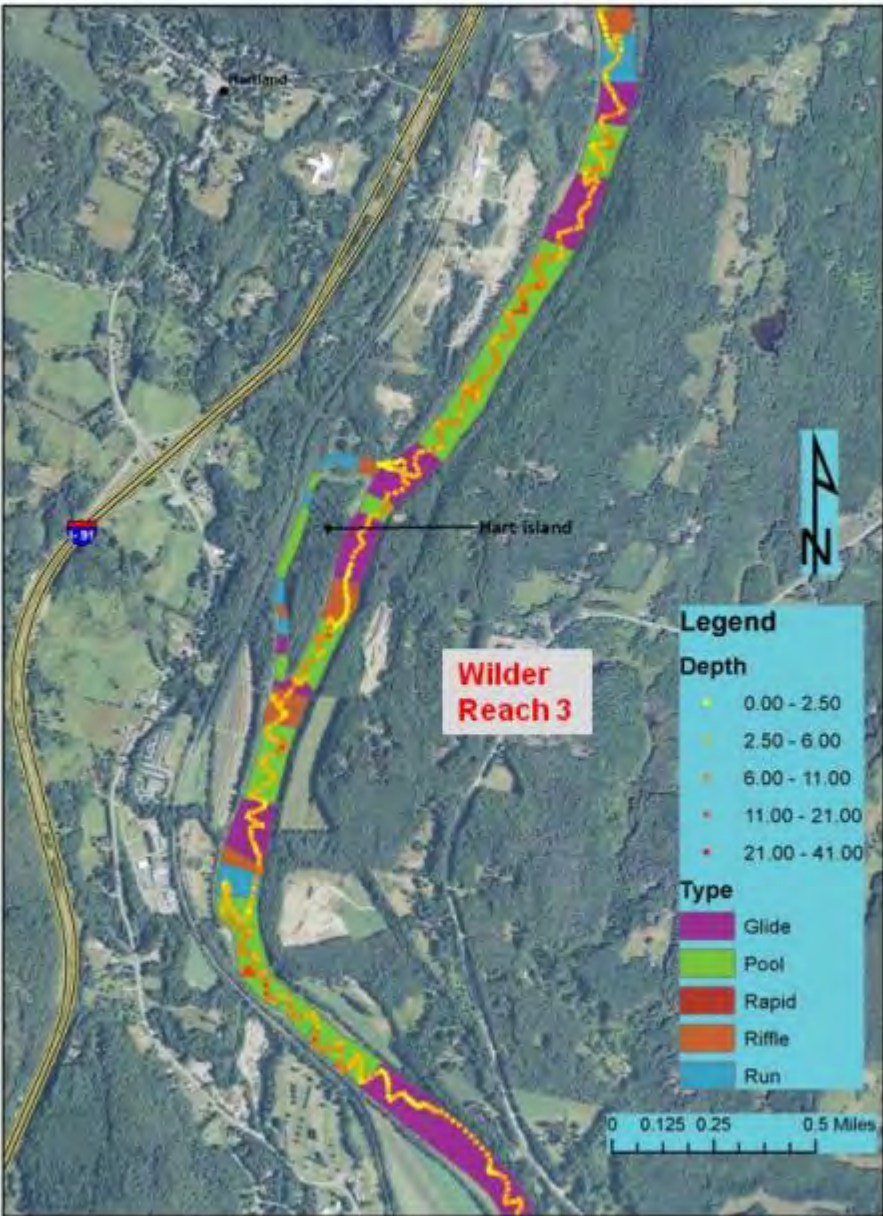 Hartland
I-91
Hart island
Wilder
Reach 3
N
Legend
Depth
0.00 - 2.50
2.50 - 6.00
6.00 - 11.00
11.00 - 21.00
21.00 - 41.00
Type
Glide
Pool
Rapid
Riffle
Run
0 0.125 0.25 0.5 Miles